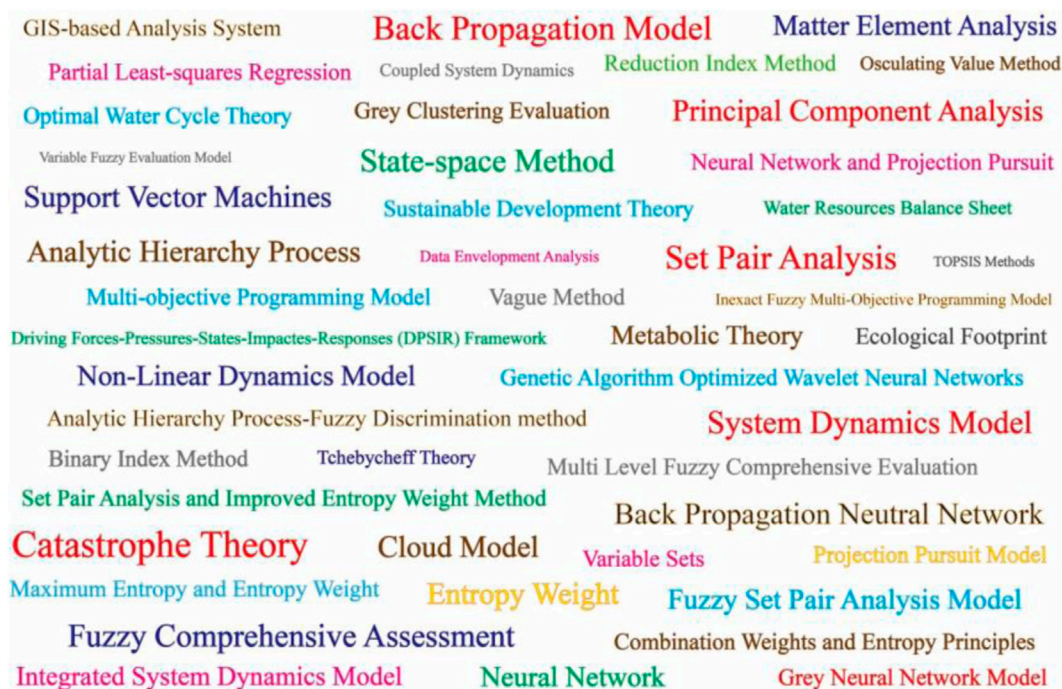 GIS-based Analysis System
Back Propagation Model
Matter Element Analysis
Partial Least-squares Regression
Coupled System Dynamics
Reduction Index Method
Osculating Value Method
Optimal Water Cycle Theory
Grey Clustering Evaluation
Principal Component Analysis
Variable Fuzzy Evaluation Model
State-space Method
Neural Network and Projection Pursuit
Support Vector Machines
Sustainable Development Theory
Water Resources Balance Sheet
Analytic Hierarchy Process
Data Envelopment Analysis
Set Pair Analysis
TOPSIS Methods
Multi-objective Programming Model
Vague Method
Inexact Fuzzy Multi-Objective Programming Model
Driving Forces-Pressures-States-Impactes-Responses (DPSIR) Framework
Metabolic Theory
Ecological Footprint
Non-Linear Dynamics Model
Genetic Algorithm Optimized Wavelet Neural Networks
Analytic Hierarchy Process-Fuzzy Discrimination method
System Dynamics Model
Binary Index Method
Tchebycheff Theory
Multi Level Fuzzy Comprehensive Evaluation
Set Pair Analysis and Improved Entropy Weight Method
Back Propagation Neutral Network
Catastrophe Theory
Cloud Model
Variable Sets
Projection Pursuit Model
Maximum Entropy and Entropy Weight
Entropy Weight
Fuzzy Set Pair Analysis Model
Fuzzy Comprehensive Assessment
Combination Weights and Entropy Principles
Integrated System Dynamics Model
Neural Network
Grey Neural Network Model